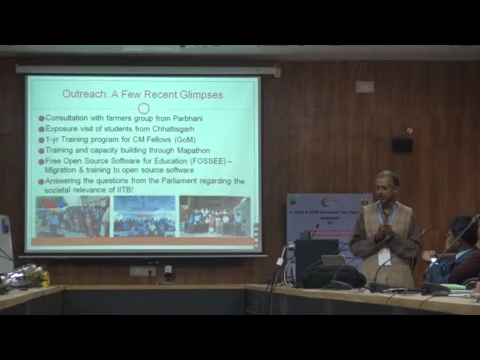 Outreach: A Few Recent Glimpses
Consultation with farmers group from Parbhani
Exposure visit of students from Chhattisgarh
1-yr Training program for CM Fellows (GoM)
Training and capacity building through Mapathon
Free Open Source Software for Education (FOSSEE) –
Migration & training to open source software
Answering the questions from the Parliament regarding the
societal relevance of IITB!